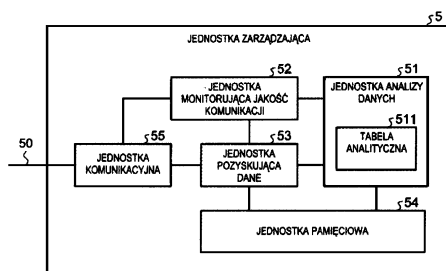 5
JEDNOSTKA ZARZĄDZAJĄCA
52
JEDNOSTKA
MONITORUJĄCA JAKOŚĆ
KOMUNIKACJI
51
JEDNOSTKA ANALIZY
DANYCH
511
TABELA
ANALITYCZNA
50
55
JEDNOSTKA
KOMUNIKACYJNA
53
JEDNOSTKA
POZYSKUJĄCA
DANE
54
JEDNOSTKA PAMIĘCIOWA